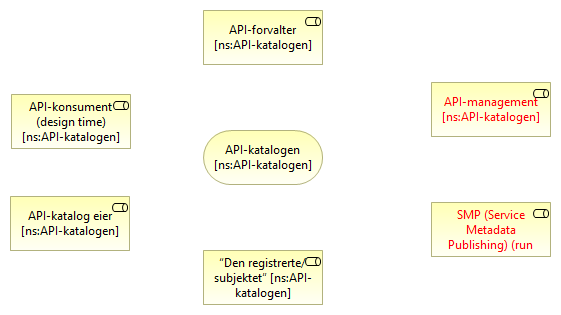 API-forvalter
[ns:API-katalogen]
API-konsument
(design time)
[ns:API-katalogen]
API-management
[ns:API-katalogen]
API-katalogen
[ns:API-katalogen]
API-katalog eier
[ns:API-katalogen]
SMP (Service
Metadata
Publishing) (run
"Den registrerte/
subjektet" [ns:API-
katalogen]